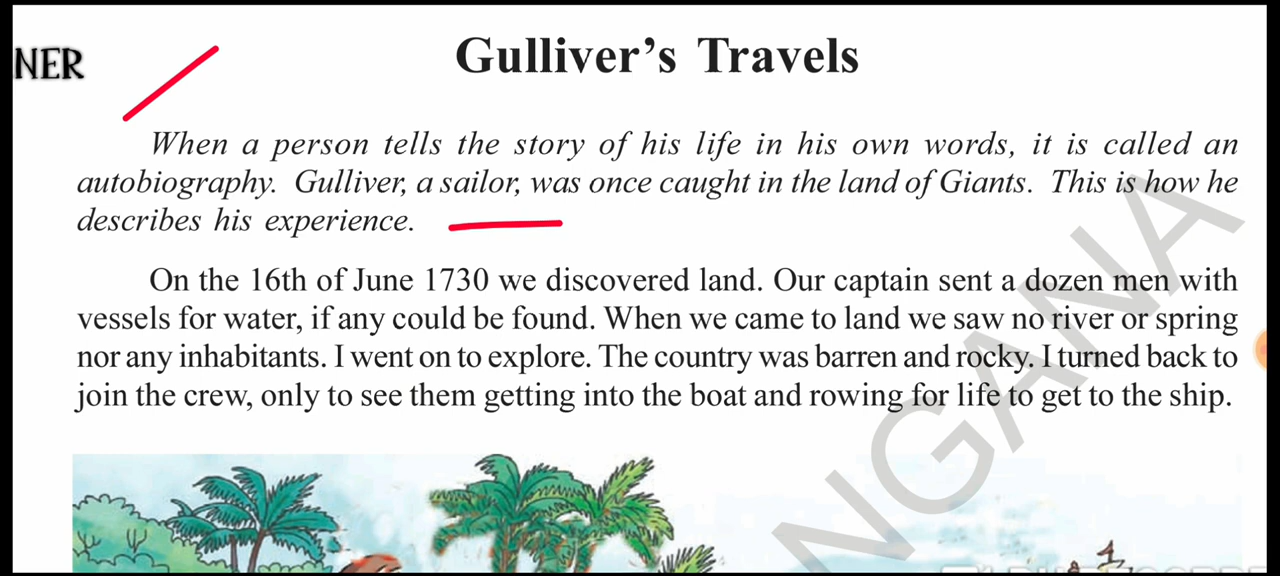 NER
Gulliver's Travels
When a person tells the story of his life in his own words, it is called an
autobiography. Gulliver, a sailor, was once caught in the land of Giants. This is how he
describes his experience.
On the 16th of June 1730 we discovered land. Our captain sent a dozen men with
vessels for water, if any could be found. When we came to land we saw no river or spring
nor any inhabitants. I went on to explore. The country was barren and rocky. I turned back to
join the crew, only to see them getting into the boat and rowing for life to get to the ship.
NGANA